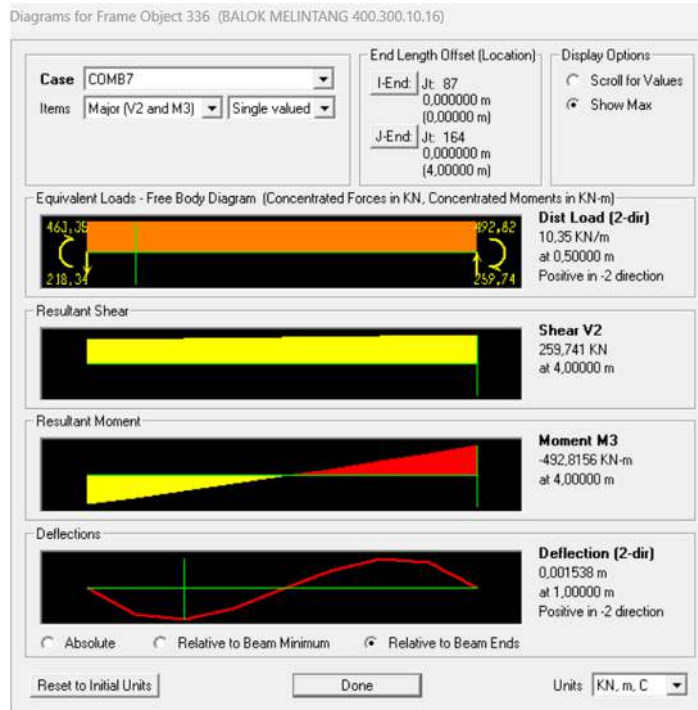 Diagrams for Frame Object 336 (BALOK MELINTANG 400.300.10.16)
Case COMB7
Items Major (V2 and M3) Single valued
End Length Offset (Location)
I-End: Jt: 87
0,000000 m
(0,00000 m)
J-End: Jt: 164
0,000000 m
(4,00000 m)
Display Options
Scroll for Values
Show Max
Equivalent Loads - Free Body Diagram (Concentrated Forces in KN, Concentrated Moments in KN-m)
463,35
492,82
218,34
259,74
Dist Load (2-dir)
10,35 KN/m
at 0,50000 m
Positive in -2 direction
Resultant Shear
Shear V2
259,741 KN
at 4,00000 m
Resultant Moment
Moment M3
-492,8156 KN-m
at 4,00000 m
Deflections
Deflection (2-dir)
0,001538 m
at 1,00000 m
Positive in -2 direction
Absolute Relative to Beam Minimum Relative to Beam Ends
Reset to Initial Units Done Units KN, m, C